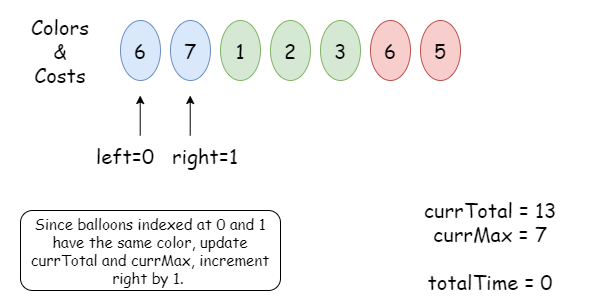 Colors
&
Costs
6 7 1 2 3 6 5
left=0 right=1
Since balloons indexed at 0 and 1
have the same color, update
currTotal and currMax, increment
right by 1.
currTotal = 13
currMax = 7
totalTime = 0